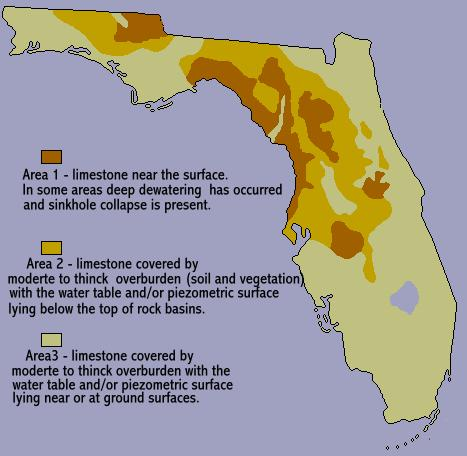 Area 1 - limestone near the surface.
In some areas deep dewatering has occurred
and sinkhole collapse is present.
Area 2 - limestone covered by
moderte to thinck overburden (soil and vegetation)
with the water table and/or piezometric surface
lying below the top of rock basins.
Area3 - limestone covered by
moderte to thinck overburden with the
water table and/or piezometric surface
lying near or at ground surfaces.